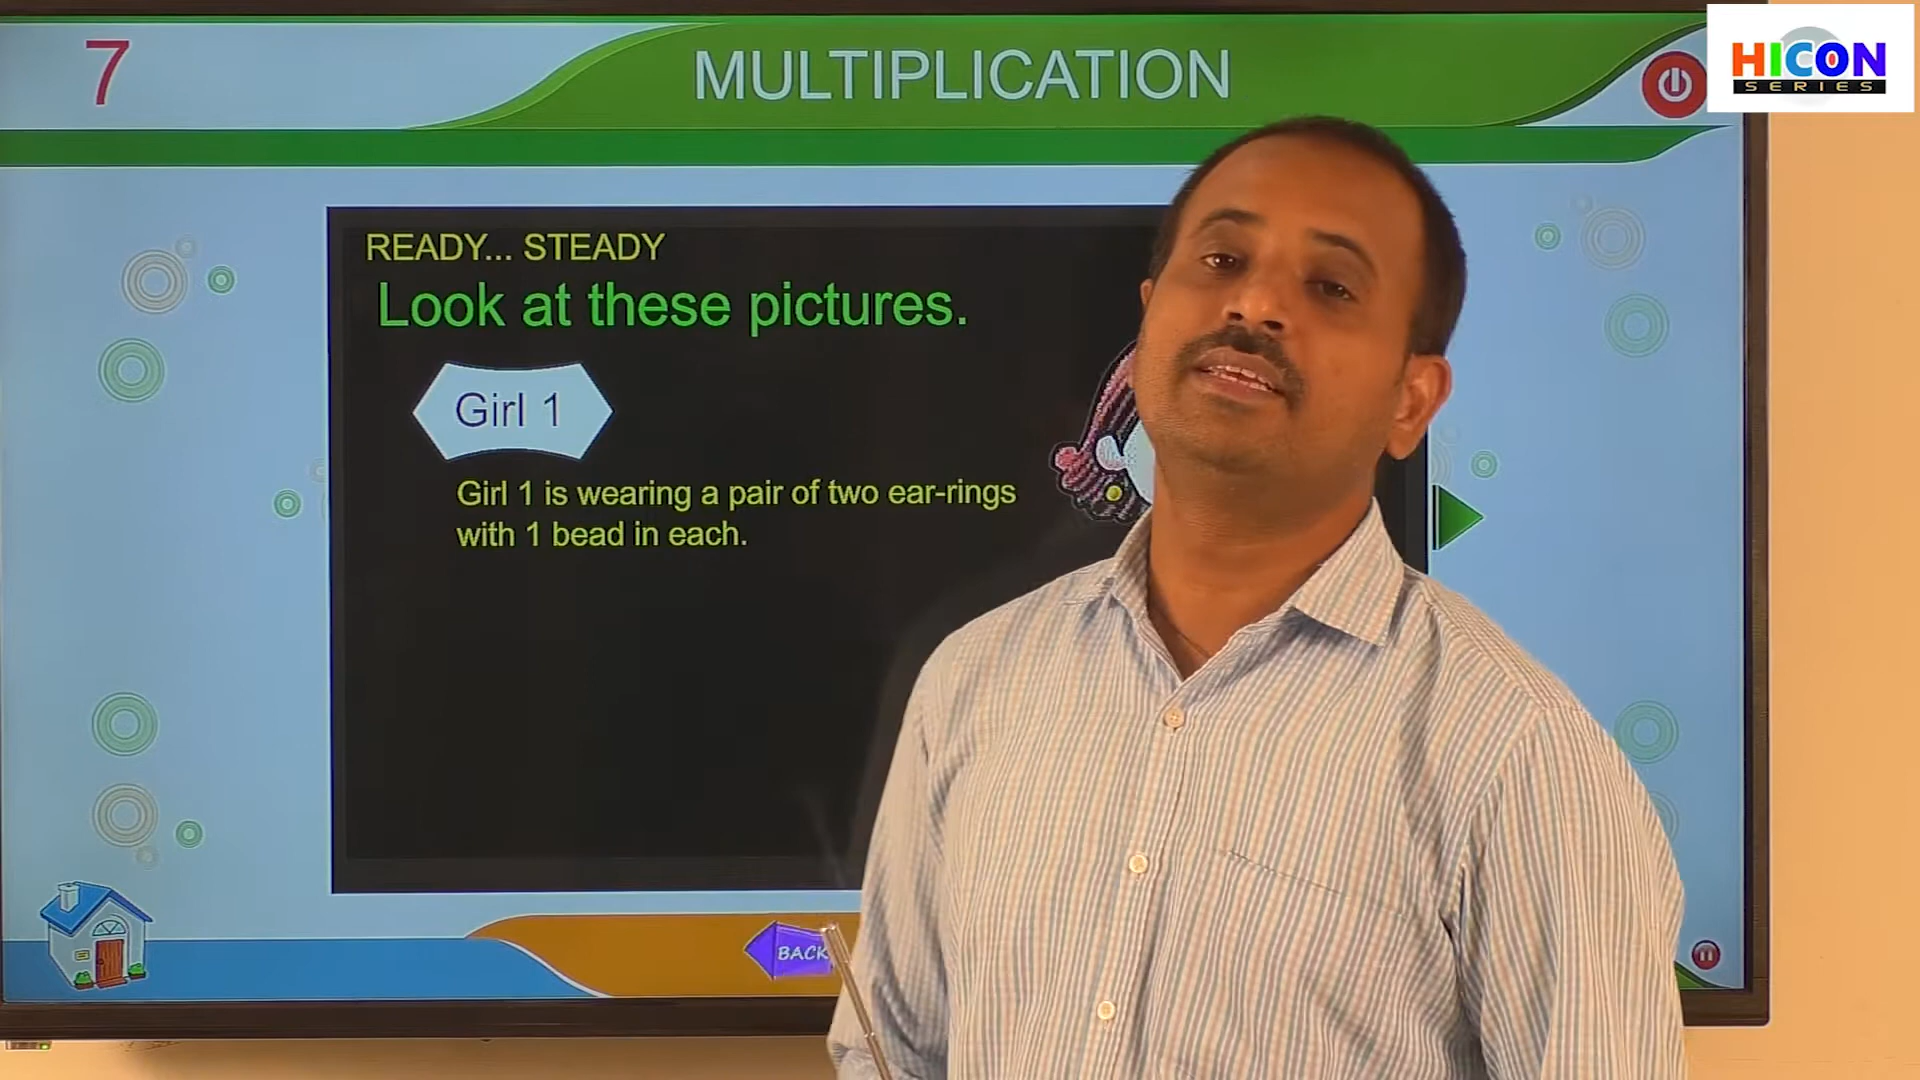 7
MULTIPLICATION
HICON
SERIES
READY... STEADY
Look at these pictures.
Girl 1
Girl 1 is wearing a pair of two ear-rings
with 1 bead in each.
BACK